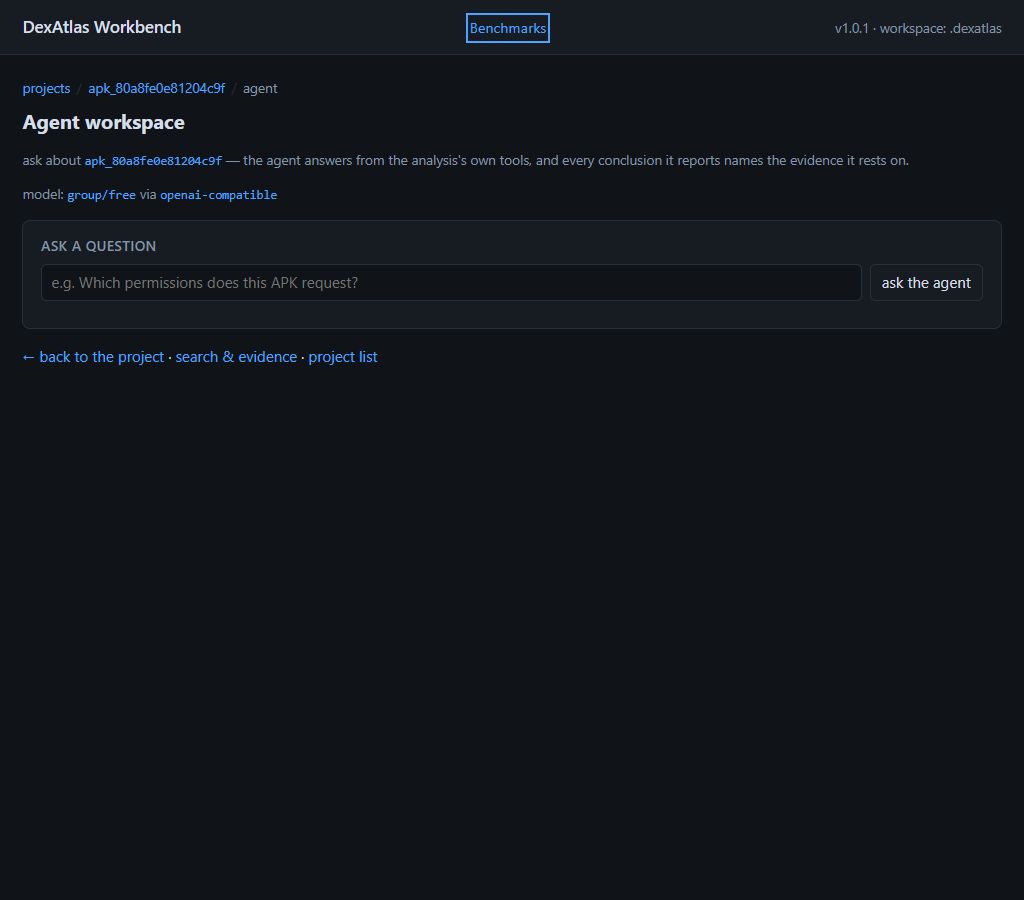 DexAtlas Workbench Benchmarks v1.0.1 · workspace: .dexatlas
projects / apk_80a8fe0e81204c9f / agent
Agent workspace
ask about apk_80a8fe0e81204c9f — the agent answers from the analysis's own tools, and every conclusion it reports names the evidence it rests on.
model: group/free via openai-compatible
ASK A QUESTION
e.g. Which permissions does this APK request? ask the agent
← back to the project · search & evidence · project list